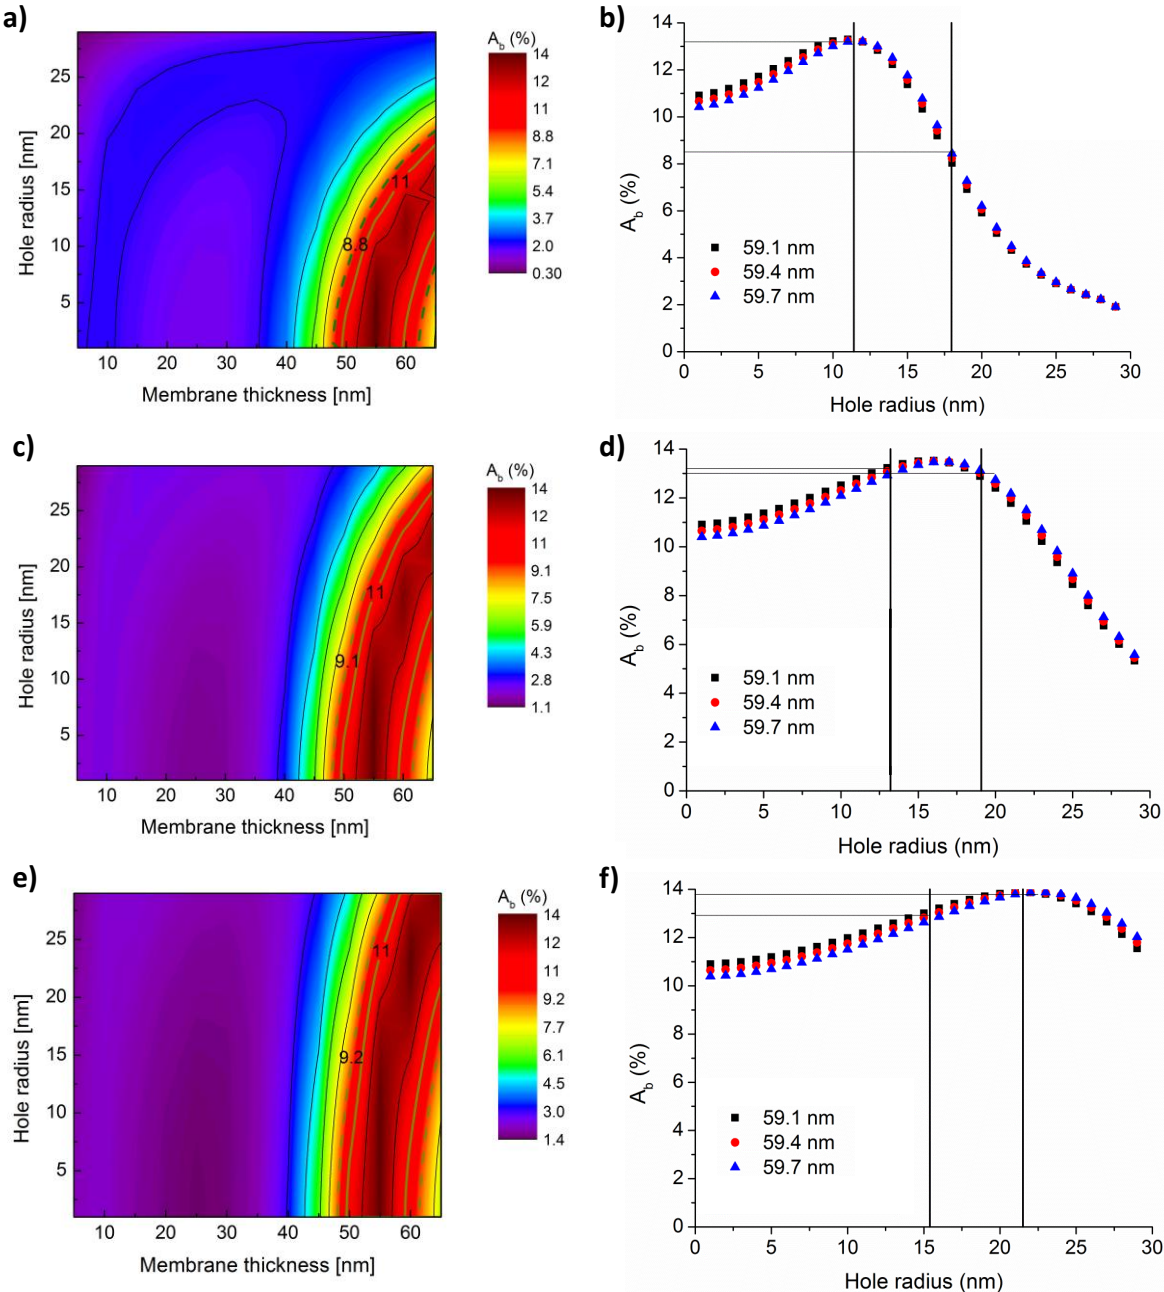 a)
A_b (%)
14
12
11
8.8
7.1
5.4
3.7
2.0
0.30
25
20
15
10
5
11
8.8
10 20 30 40 50 60
Hole radius [nm]
Membrane thickness [nm]
b)
14
12
10
8
6
4
2
0
59.1 nm
59.4 nm
59.7 nm
0 5 10 15 20 25 30
A_b (%)
Hole radius (nm)
c)
A_b (%)
14
12
11
9.1
7.5
5.9
4.3
2.8
1.1
25
20
15
10
5
11
9.1
10 20 30 40 50 60
Hole radius [nm]
Membrane thickness [nm]
d)
14
12
10
8
6
4
2
0
59.1 nm
59.4 nm
59.7 nm
0 5 10 15 20 25 30
A_b (%)
Hole radius (nm)
e)
A_b (%)
14
12
11
9.2
7.7
6.1
4.5
3.0
1.4
25
20
15
10
5
11
9.2
10 20 30 40 50 60
Hole radius [nm]
Membrane thickness [nm]
f)
14
12
10
8
6
4
2
0
59.1 nm
59.4 nm
59.7 nm
0 5 10 15 20 25 30
A_b (%)
Hole radius (nm)